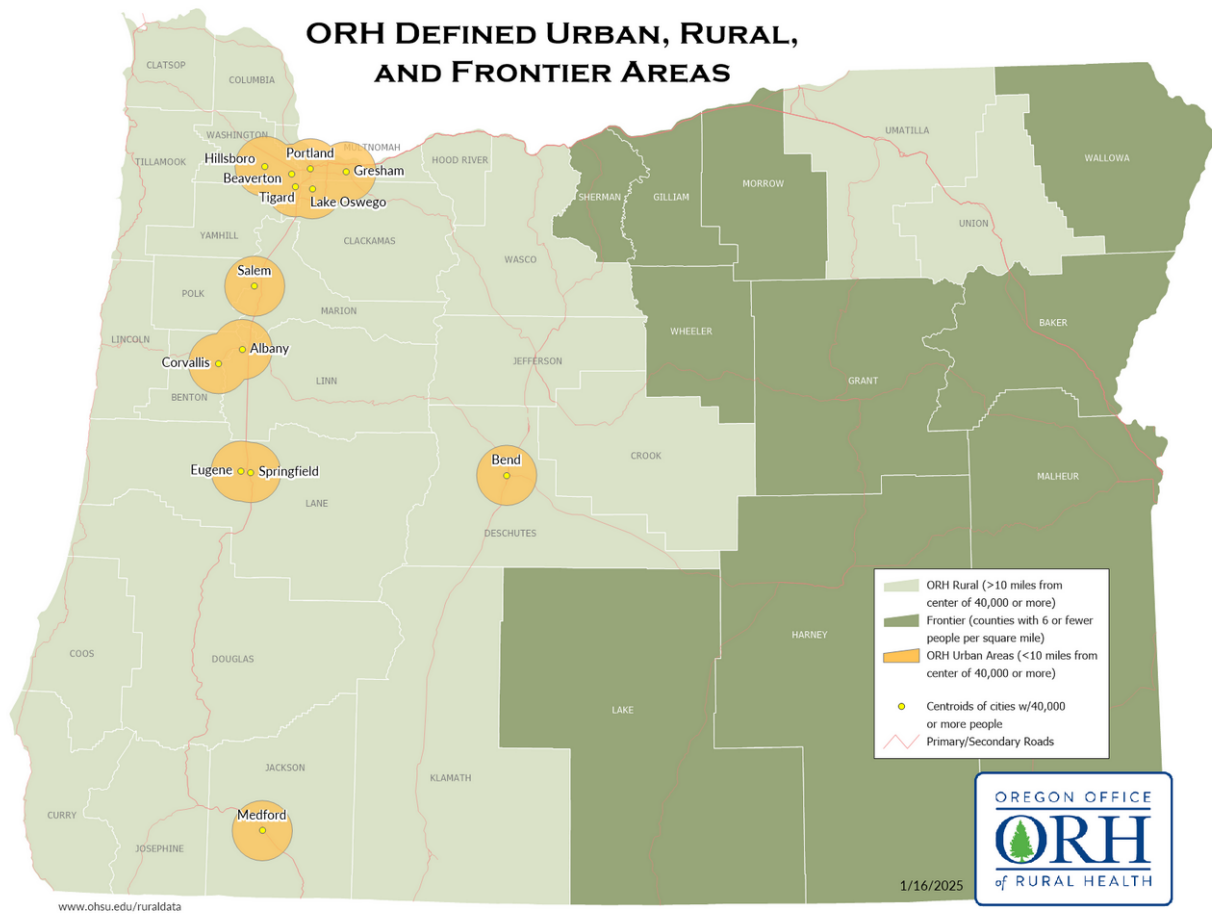 ORH DEFINED URBAN, RURAL,
AND FRONTIER AREAS
CLATSOP
COLUMBIA
WASHINGTON
MULTNOMAH
TILLAMOOK
Hillsboro
Portland
Gresham
Beaverton
Tigard
Lake Oswego
HOOD RIVER
UMATILLA
WALLOWA
SHERMAN
GILLIAM
MORROW
UNION
YAMHILL
CLACKAMAS
WASCO
Salem
POLK
MARION
LINCOLN
Albany
Corvallis
BENTON
LINN
JEFFERSON
WHEELER
BAKER
GRANT
Eugene
Springfield
LANE
Bend
CROOK
DESCHUTES
MALHEUR
COOS
DOUGLAS
HARNEY
LAKE
JACKSON
KLAMATH
CURRY
Medford
JOSEPHINE
ORH Rural (>10 miles from
center of 40,000 or more)
Frontier (counties with 6 or fewer
people per square mile)
ORH Urban Areas (<10 miles from
center of 40,000 or more)
Centroids of cities w/40,000
or more people
Primary/Secondary Roads
OREGON OFFICE
ORH
of RURAL HEALTH
1/16/2025
www.ohsu.edu/ruraldata